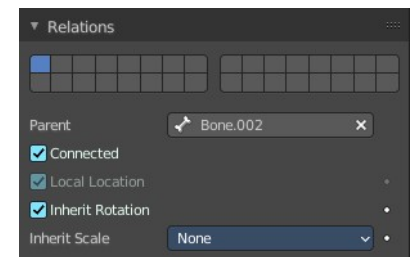 Relations
Parent Bone.002
Connected
Local Location
Inherit Rotation
Inherit Scale None